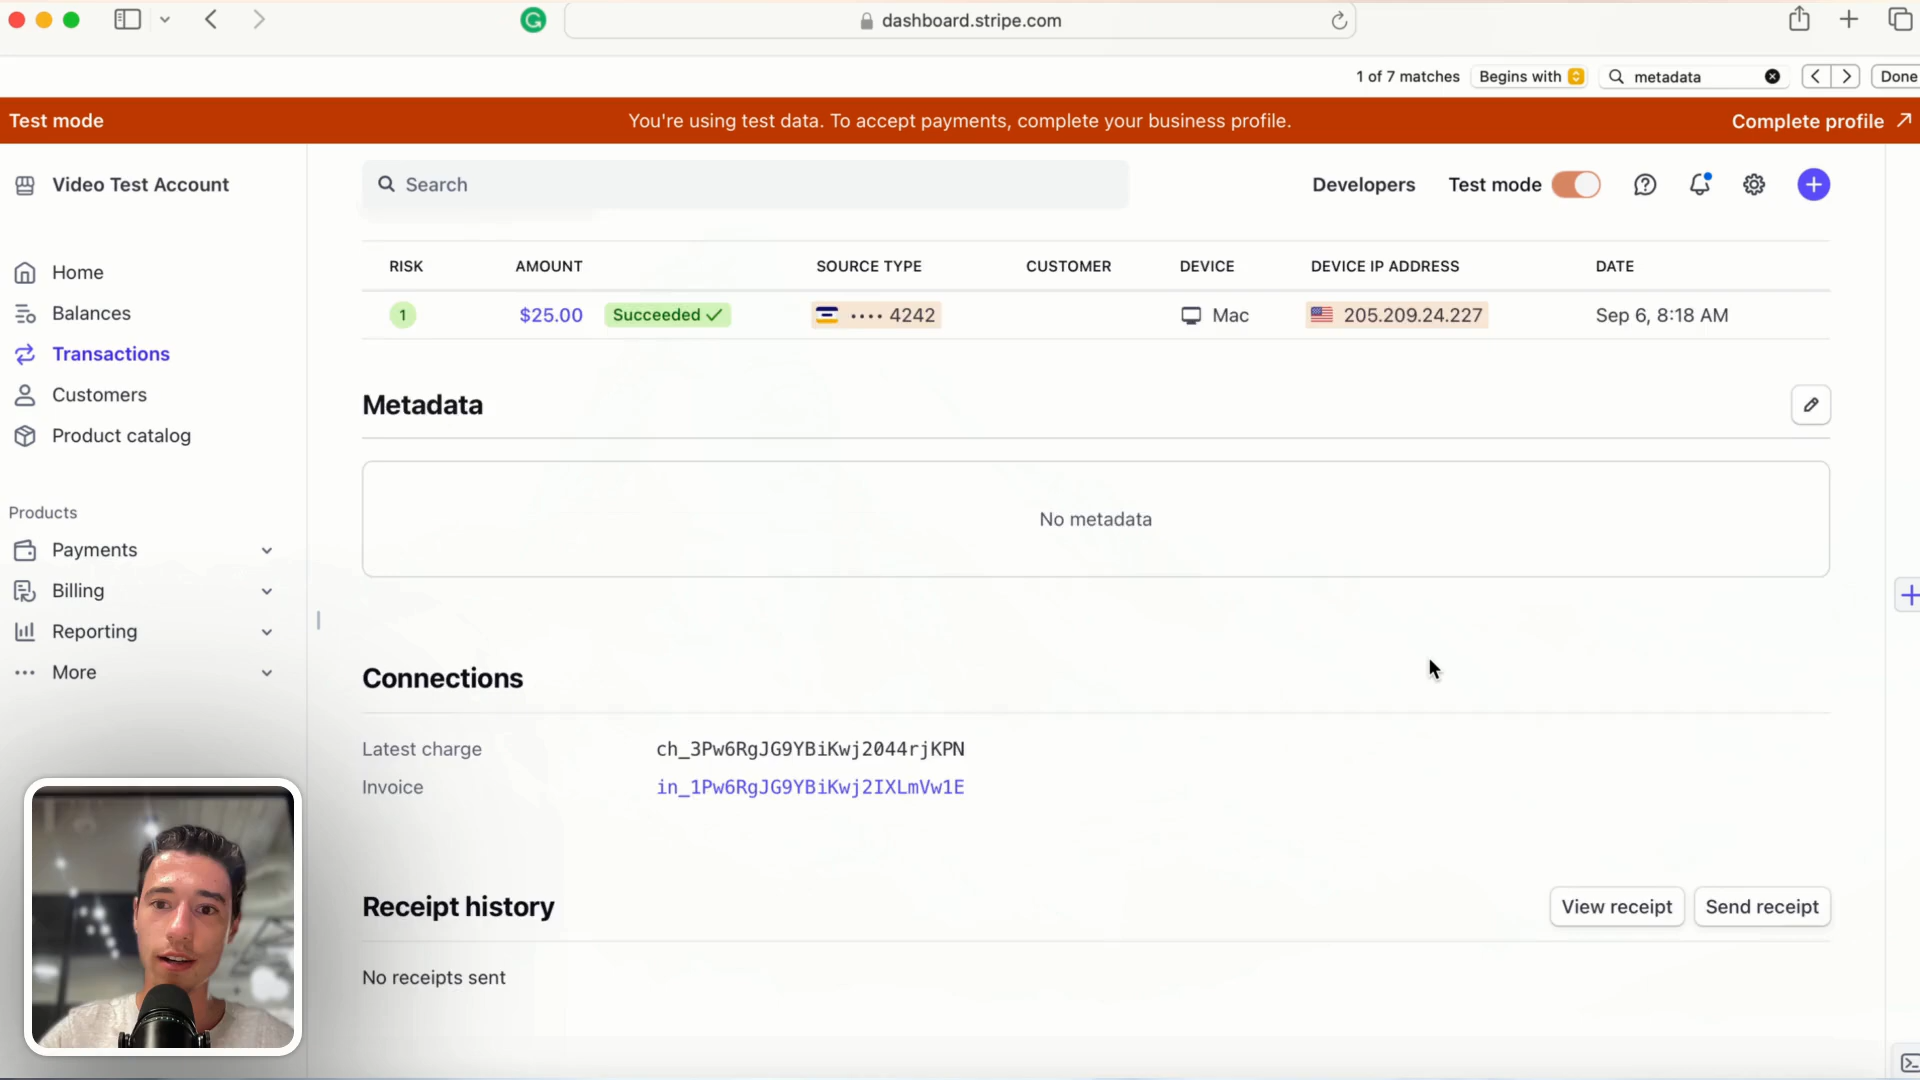 dashboard.stripe.com
1 of 7 matches Begins with metadata Done
Test mode You're using test data. To accept payments, complete your business profile. Complete profile
Video Test Account Search Developers Test mode
Home
Balances
Transactions
Customers
Product catalog
Products
Payments
Billing
Reporting
More
RISK AMOUNT SOURCE TYPE CUSTOMER DEVICE DEVICE IP ADDRESS DATE
1 $25.00 Succeeded •••• 4242 Mac 205.209.24.227 Sep 6, 8:18 AM
Metadata
No metadata
Connections
Latest charge ch_3Pw6RgJG9YBiKwj2044rjKPN
Invoice in_1Pw6RgJG9YBiKwj2IXLmVw1E
Receipt history View receipt Send receipt
No receipts sent